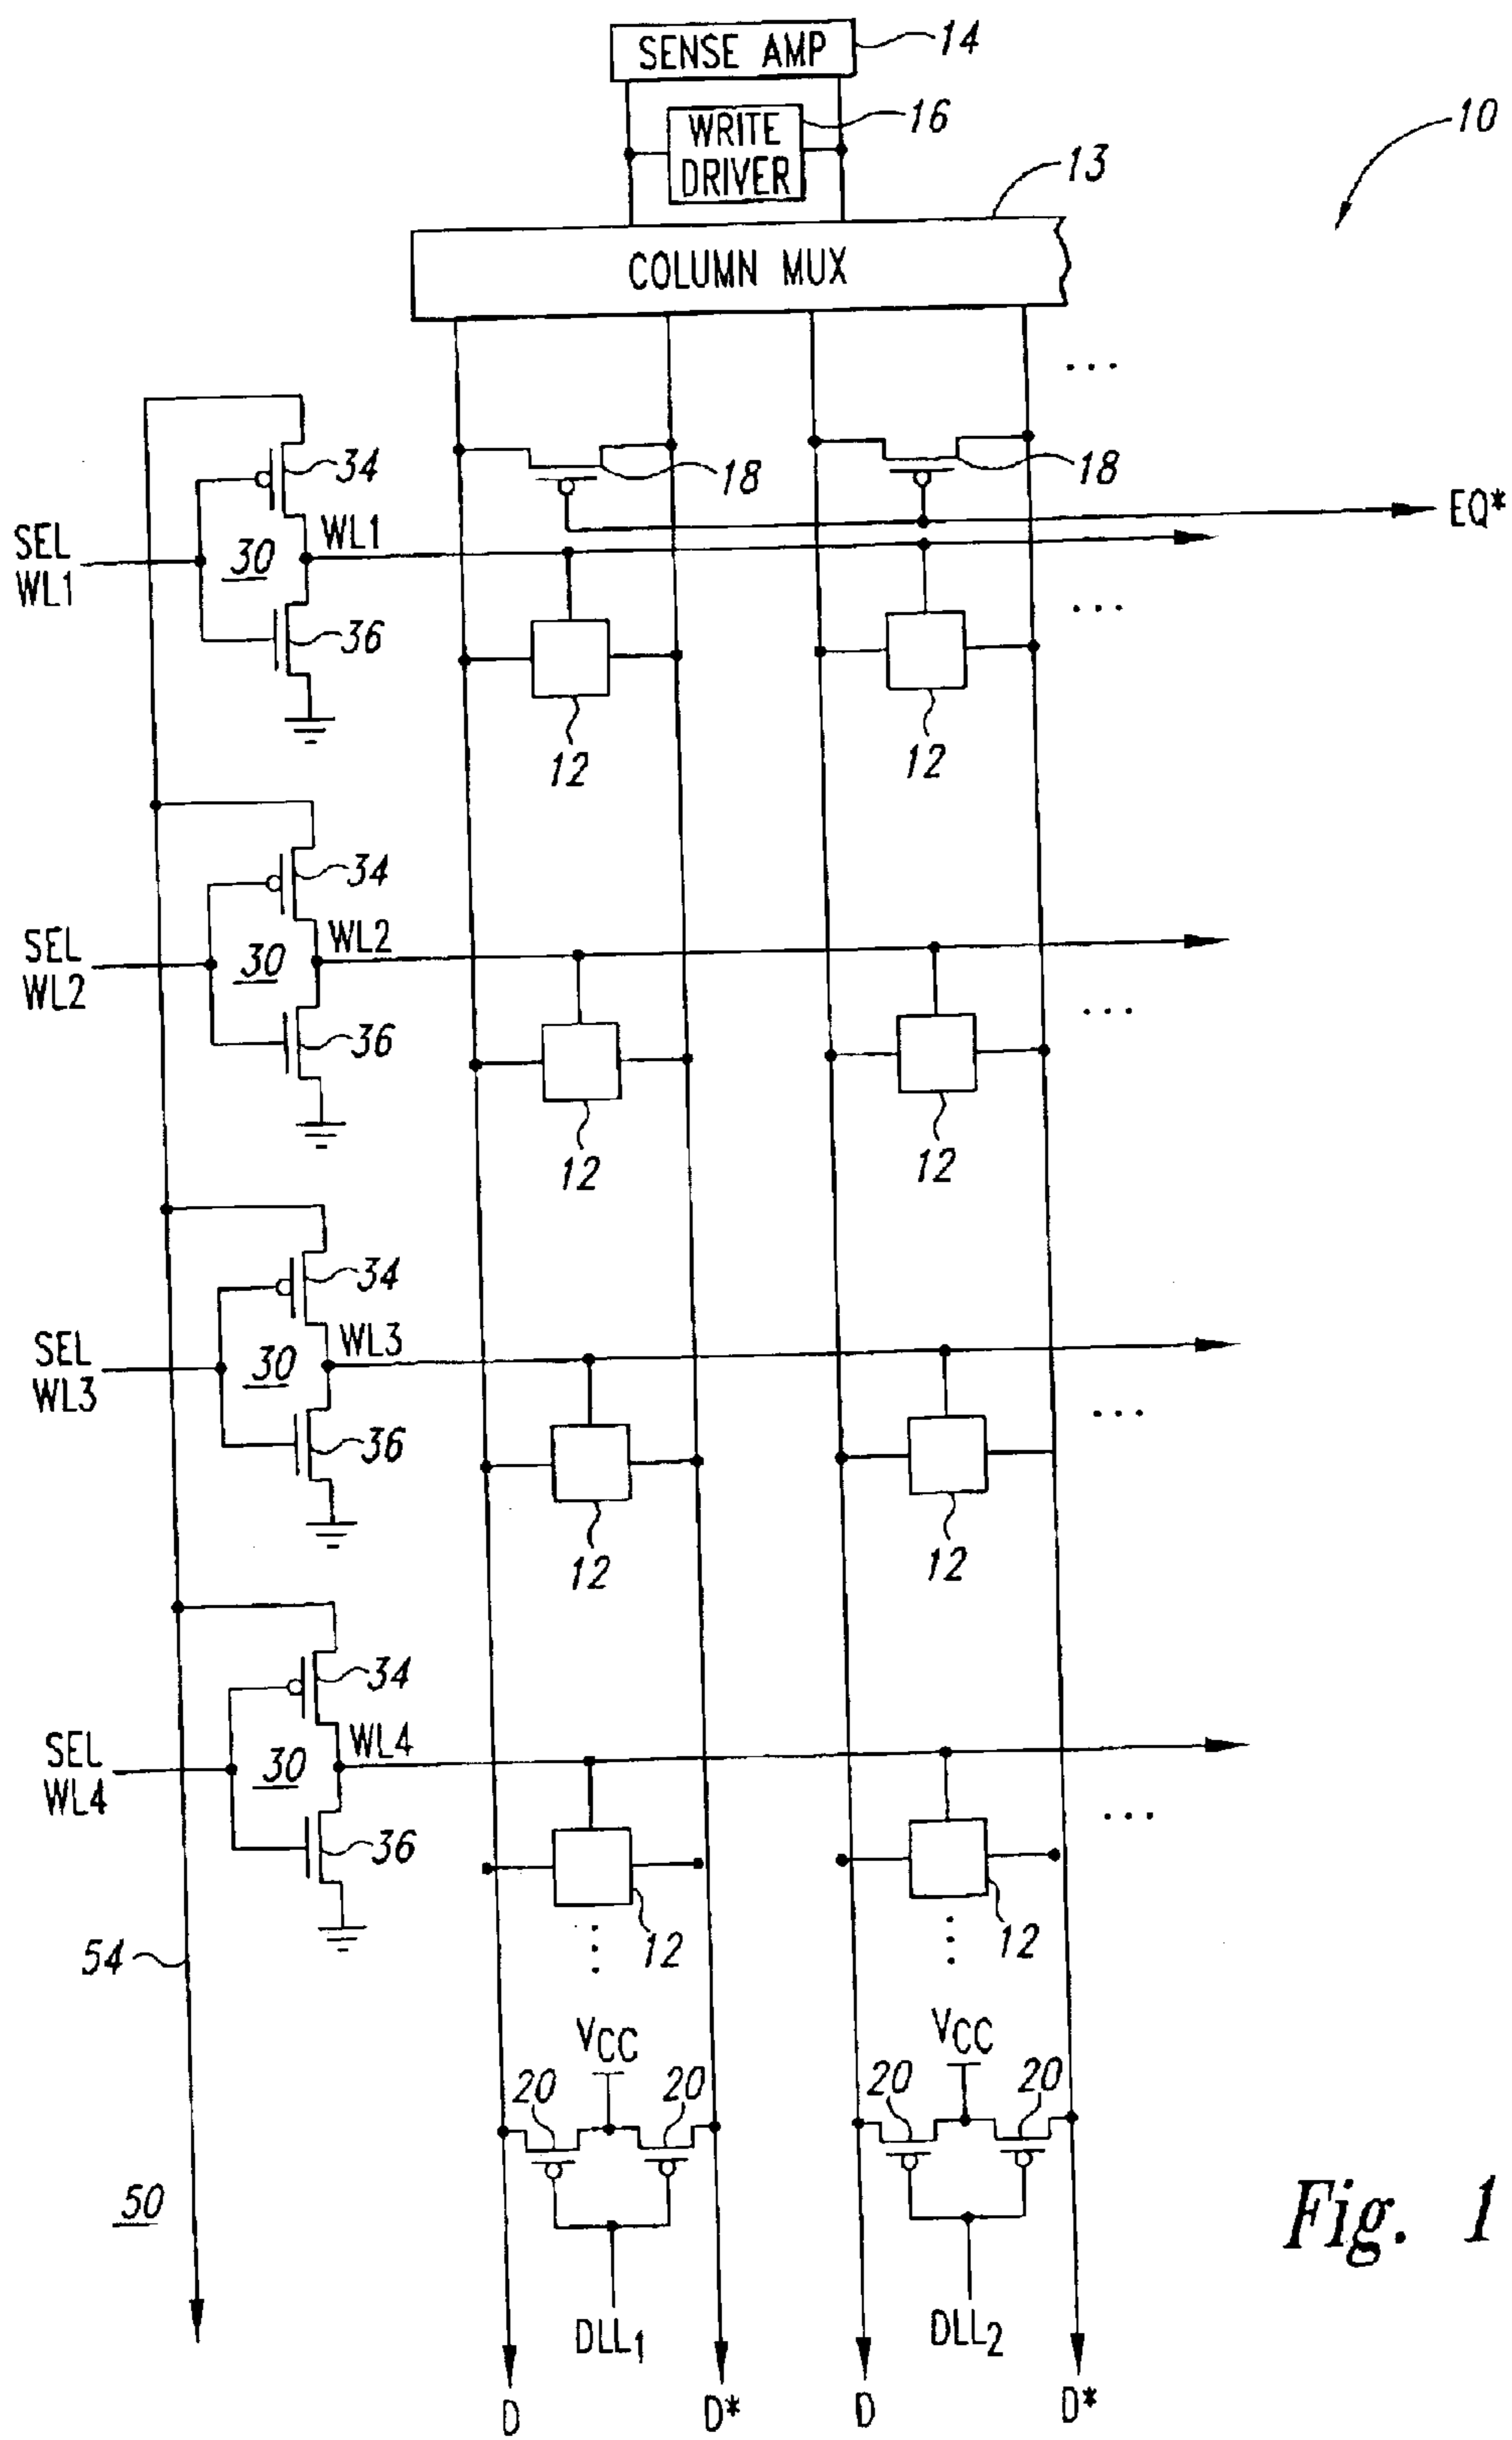 SENSE AMP
14
WRITE
DRIVER
16
10
13
COLUMN MUX
...
34
18
18
EQ*
SEL
WL1
30
WL1
36
...
12
12
34
SEL
WL2
30
WL2
36
...
12
12
34
SEL
WL3
30
WL3
36
...
12
12
34
SEL
WL4
30
WL4
36
...
54
12
12
VCC
VCC
20
20
20
20
50
Fig. 1
DLL1
DLL2
D
D*
D
D*